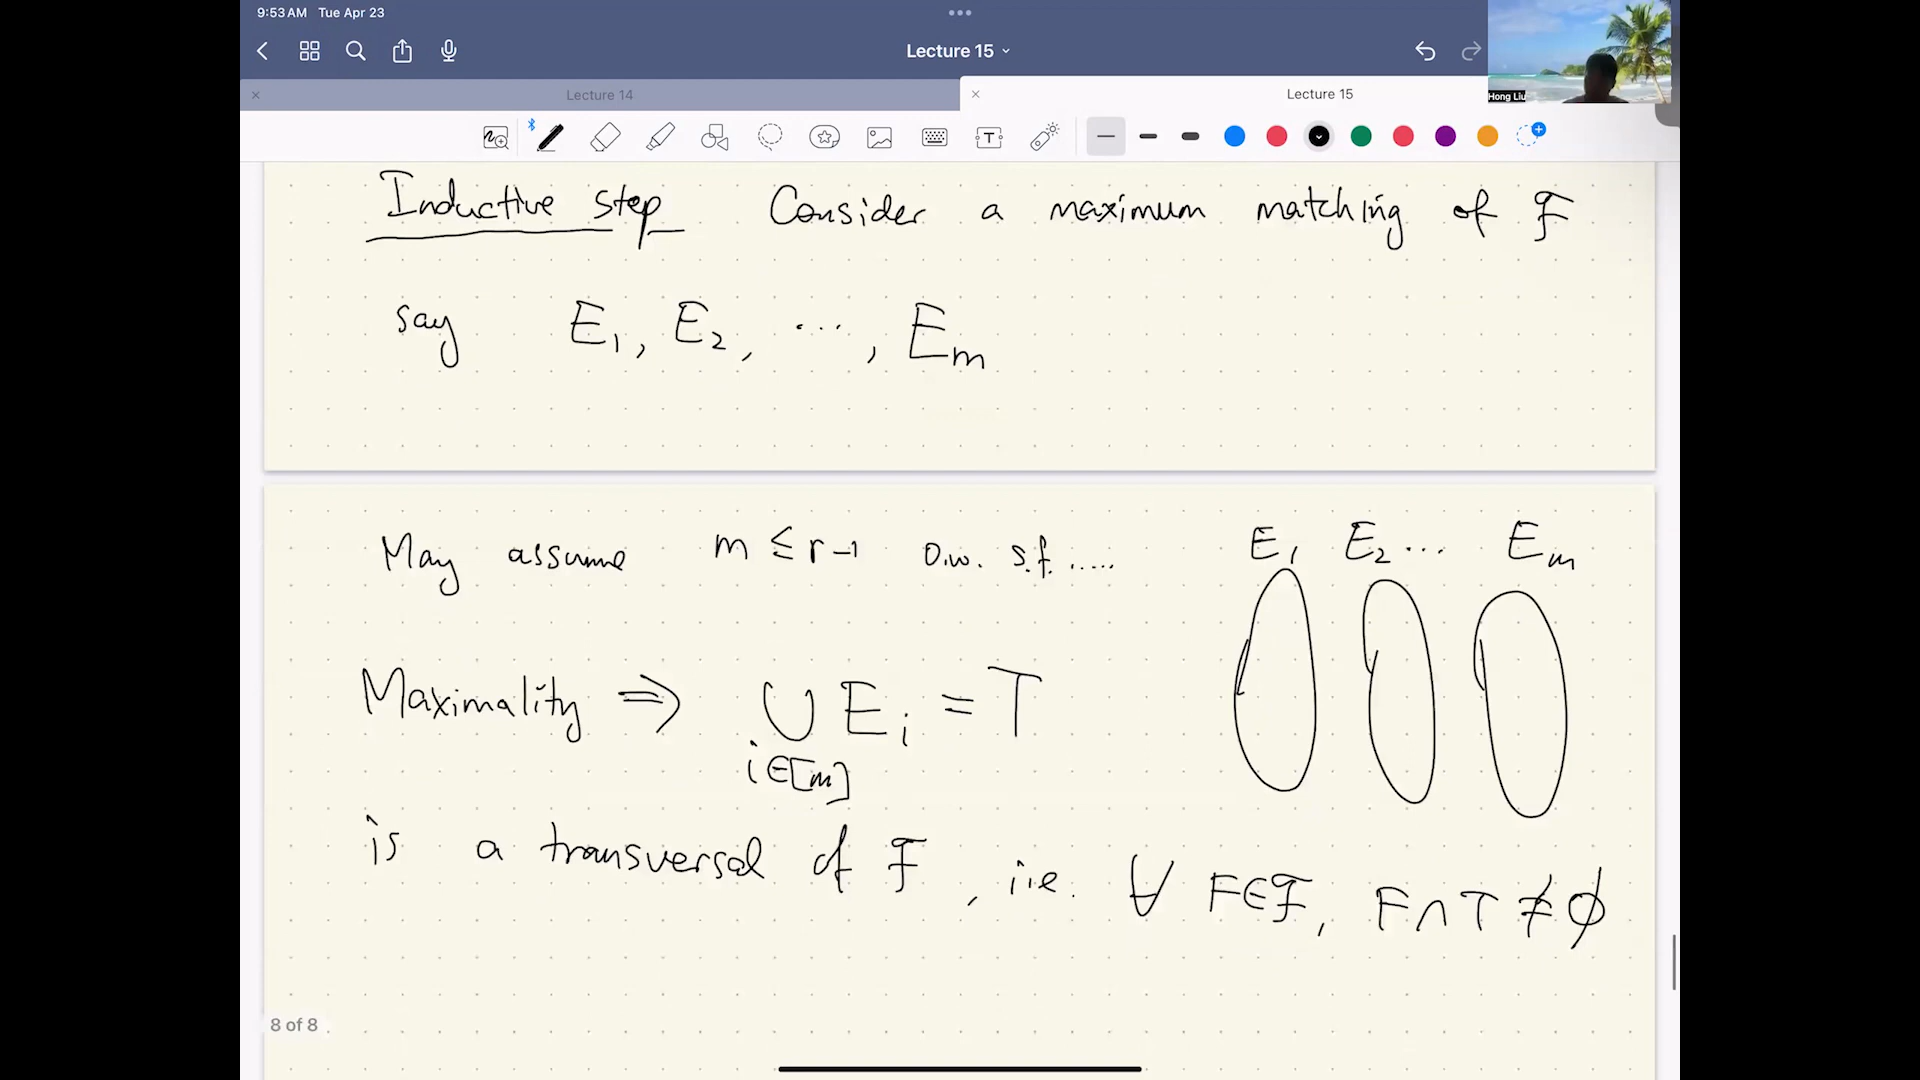 9:53 AM Tue Apr 23
Lecture 15
Lecture 14
Lecture 15
Hong Liu
Inductive step Consider a maximum matching of ℱ
say E₁, E₂, ..., Eₘ
May assume m ≤ r-1 o.w. s.f. .....
E₁ E₂ ... Eₘ
Maximality ⇒ ∪ Eᵢ = T
i∈[m]
is a transversal of ℱ, i.e. ∀ F∈ℱ, F∩T ≠ ∅
8 of 8